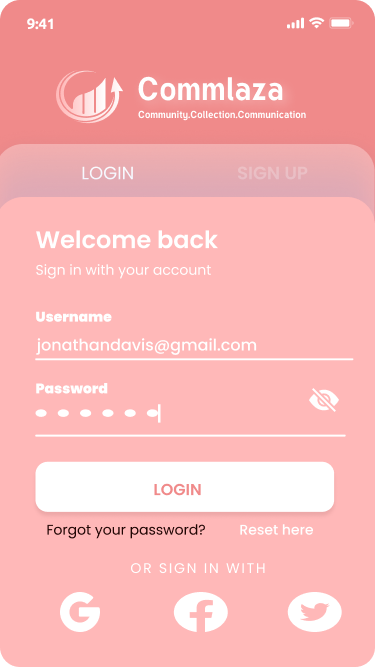 9:41
Commlaza
Community.Collection.Communication
LOGIN SIGN UP
Welcome back
Sign in with your account
Username
jonathandavis@gmail.com
Password
LOGIN
Forgot your password? Reset here
OR SIGN IN WITH